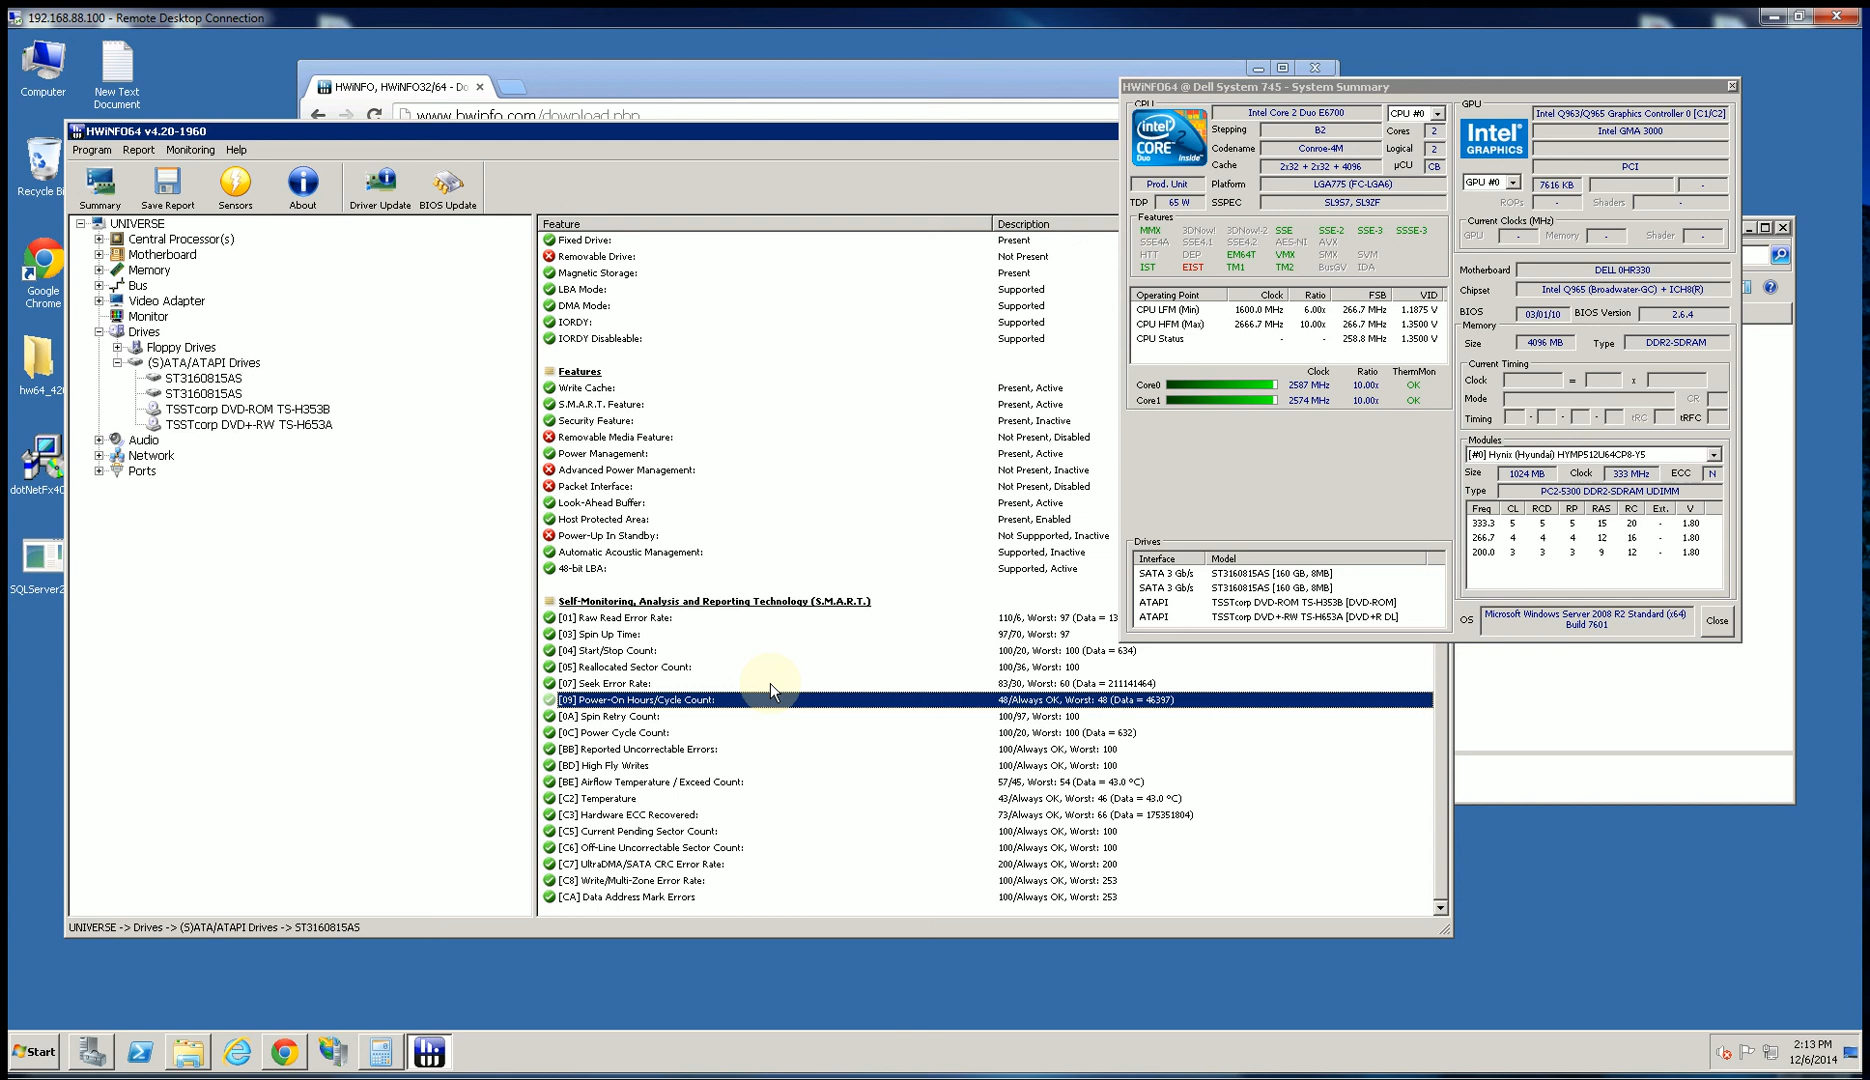 192.168.88.100 - Remote Desktop Connection
Computer
New Text
Document
Google
Chrome
dotNetFx40
HWiNFO, HWiNFO32/64 - Do
www.hwinfo.com/download.php
HWiNFO64 v4.20-1960
Program Report Monitoring Help
Summary Save Report Sensors About Driver Update BIOS Update
UNIVERSE
Central Processor(s)
Motherboard
Memory
Bus
Video Adapter
Monitor
Drives
Floppy Drives
(S)ATA/ATAPI Drives
ST3160815AS
ST3160815AS
TSSTcorp DVD-ROM TS-H353B
TSSTcorp DVD+-RW TS-H653A
Audio
Network
Ports
Feature Description
Fixed Drive: Present
Removable Drive: Not Present
Magnetic Storage: Present
LBA Mode: Supported
DMA Mode: Supported
IORDY: Supported
IORDY Disableable: Supported
Features
Write Cache: Present, Active
S.M.A.R.T. Feature: Present, Active
Security Feature: Present, Inactive
Removable Media Feature: Not Present, Disabled
Power Management: Present, Active
Advanced Power Management: Not Present, Inactive
Packet Interface: Not Present, Disabled
Look-Ahead Buffer: Present, Active
Host Protected Area: Present, Enabled
Power-Up In Standby: Not Suppported, Inactive
Automatic Acoustic Management: Supported, Inactive
48-bit LBA: Supported, Active
Self-Monitoring, Analysis and Reporting Technology (S.M.A.R.T.)
[01] Raw Read Error Rate: 110/6, Worst: 97 (Data = 13
[03] Spin Up Time: 97/70, Worst: 97
[04] Start/Stop Count: 100/20, Worst: 100 (Data = 634)
[05] Reallocated Sector Count: 100/36, Worst: 100
[07] Seek Error Rate: 83/30, Worst: 60 (Data = 211141464)
[09] Power-On Hours/Cycle Count: 48/Always OK, Worst: 48 (Data = 46397)
[0A] Spin Retry Count: 100/97, Worst: 100
[0C] Power Cycle Count: 100/20, Worst: 100 (Data = 632)
[BB] Reported Uncorrectable Errors: 100/Always OK, Worst: 100
[BD] High Fly Writes 100/Always OK, Worst: 100
[BE] Airflow Temperature / Exceed Count: 57/45, Worst: 54 (Data = 43.0 °C)
[C2] Temperature 43/Always OK, Worst: 46 (Data = 43.0 °C)
[C3] Hardware ECC Recovered: 73/Always OK, Worst: 66 (Data = 175351804)
[C5] Current Pending Sector Count: 100/Always OK, Worst: 100
[C6] Off-Line Uncorrectable Sector Count: 100/Always OK, Worst: 100
[C7] UltraDMA/SATA CRC Error Rate: 200/Always OK, Worst: 200
[C8] Write/Multi-Zone Error Rate: 100/Always OK, Worst: 253
[CA] Data Address Mark Errors 100/Always OK, Worst: 253
UNIVERSE -> Drives -> (S)ATA/ATAPI Drives -> ST3160815AS
HWiNFO64 @ Dell System 745 - System Summary
CPU
intel CORE 2 Duo inside
Intel Core 2 Duo E6700 CPU #0
Stepping B2 Cores 2
Codename Conroe-4M Logical 2
Cache 2x32 + 2x32 + 4096 µCU CB
Prod. Unit Platform LGA775 (FC-LGA6)
TDP 65 W SSPEC SL9S7, SL9ZF
Features
MMX 3DNow! 3DNow!-2 SSE SSE-2 SSE-3 SSSE-3
SSE4A SSE4.1 SSE4.2 AES-NI AVX
HTT DEP EM64T VMX SMX SVM
IST EIST TM1 TM2 BusGV IDA
Operating Point Clock Ratio FSB VID
CPU LFM (Min) 1600.0 MHz 6.00x 266.7 MHz 1.1875 V
CPU HFM (Max) 2666.7 MHz 10.00x 266.7 MHz 1.3500 V
CPU Status - - 258.8 MHz 1.3500 V
Clock Ratio ThermMon
Core0 2587 MHz 10.00x OK
Core1 2574 MHz 10.00x OK
Drives
Interface Model
SATA 3 Gb/s ST3160815AS [160 GB, 8MB]
SATA 3 Gb/s ST3160815AS [160 GB, 8MB]
ATAPI TSSTcorp DVD-ROM TS-H353B [DVD-ROM]
ATAPI TSSTcorp DVD+-RW TS-H653A [DVD+R DL]
GPU
intel GRAPHICS
Intel Q963/Q965 Graphics Controller 0 [C1/C2]
Intel GMA 3000
PCI
GPU #0 7616 KB -
ROPs - Shaders -
Current Clocks (MHz)
GPU - Memory - Shader -
Motherboard DELL 0HR330
Chipset Intel Q965 (Broadwater-GC) + ICH8(R)
BIOS 03/01/10 BIOS Version 2.6.4
Memory
Size 4096 MB Type DDR2-SDRAM
Current Timing
Clock = x
Mode CR
Timing - - - tRC tRFC
Modules
[#0] Hynix (Hyundai) HYMP512U64CP8-Y5
Size 1024 MB Clock 333 MHz ECC N
Type PC2-5300 DDR2-SDRAM UDIMM
Freq CL RCD RP RAS RC Ext. V
333.3 5 5 5 15 20 - 1.80
266.7 4 4 4 12 16 - 1.80
200.0 3 3 3 9 12 - 1.80
OS Microsoft Windows Server 2008 R2 Standard (x64)
Build 7601
Close
Start
2:13 PM
12/6/2014